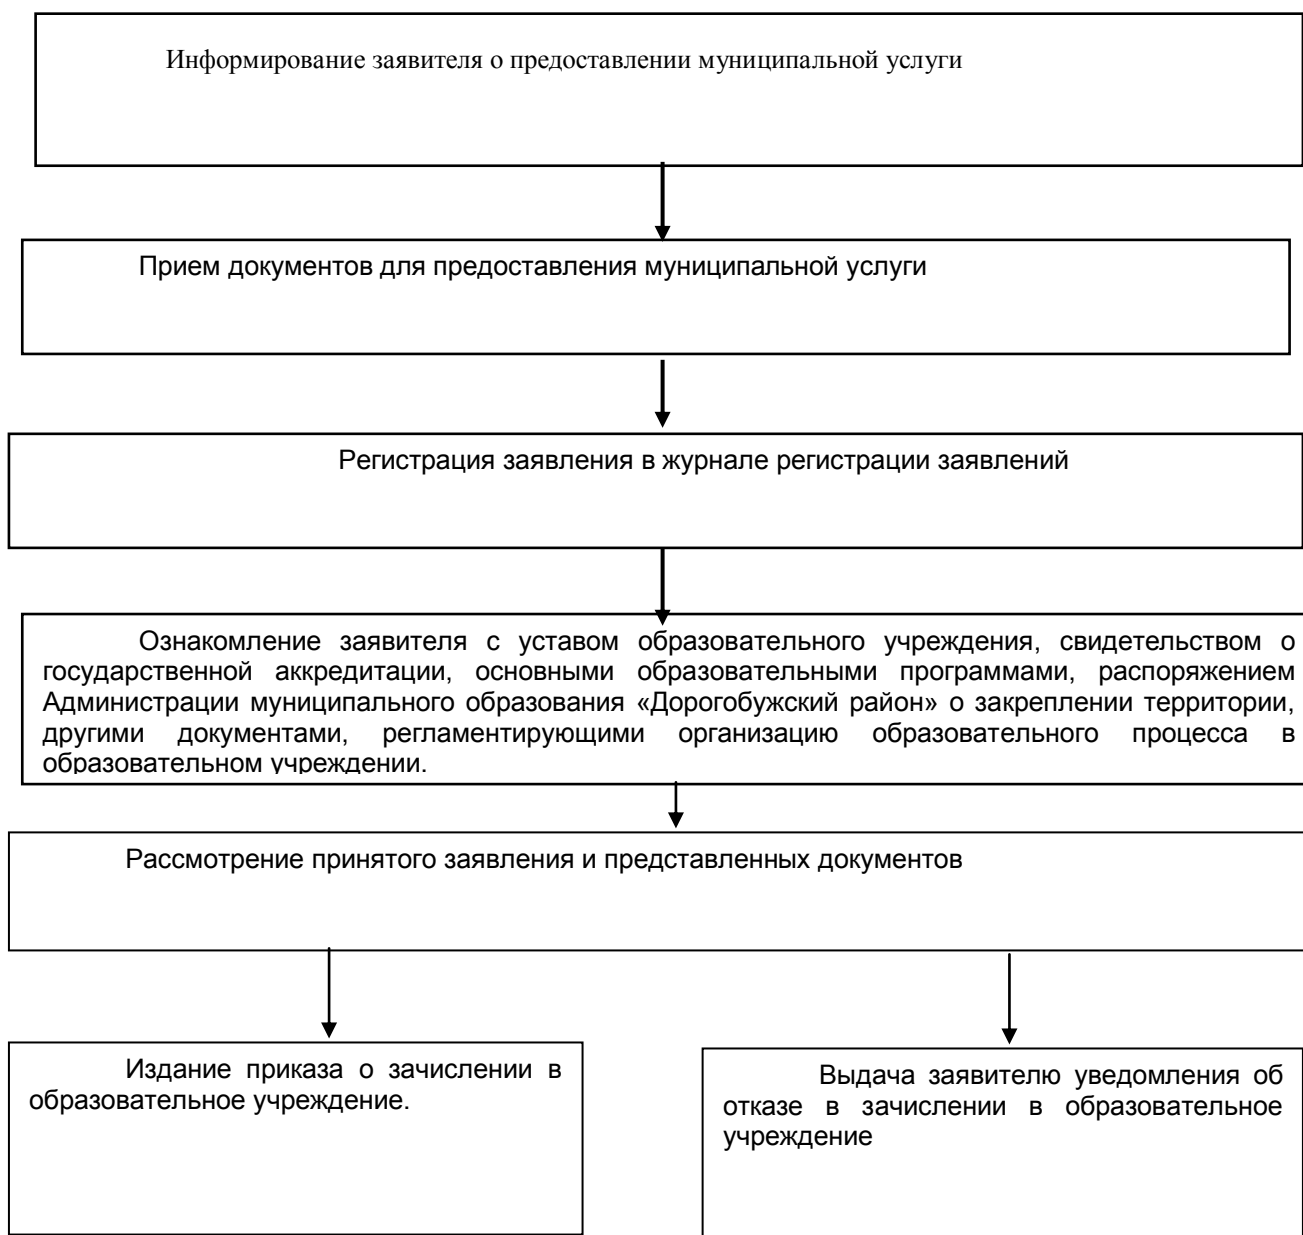 Информирование заявителя о предоставлении муниципальной услуги
Прием документов для предоставления муниципальной услуги
Регистрация заявления в журнале регистрации заявлений
Ознакомление заявителя с уставом образовательного учреждения, свидетельством о
государственной аккредитации, основными образовательными программами, распоряжением
Администрации муниципального образования «Дорогобужский район» о закреплении территории,
другими документами, регламентирующими организацию образовательного процесса в
образовательном учреждении.
Рассмотрение принятого заявления и представленных документов
Издание приказа о зачислении в
образовательное учреждение.
Выдача заявителю уведомления об
отказе в зачислении в образовательное
учреждение